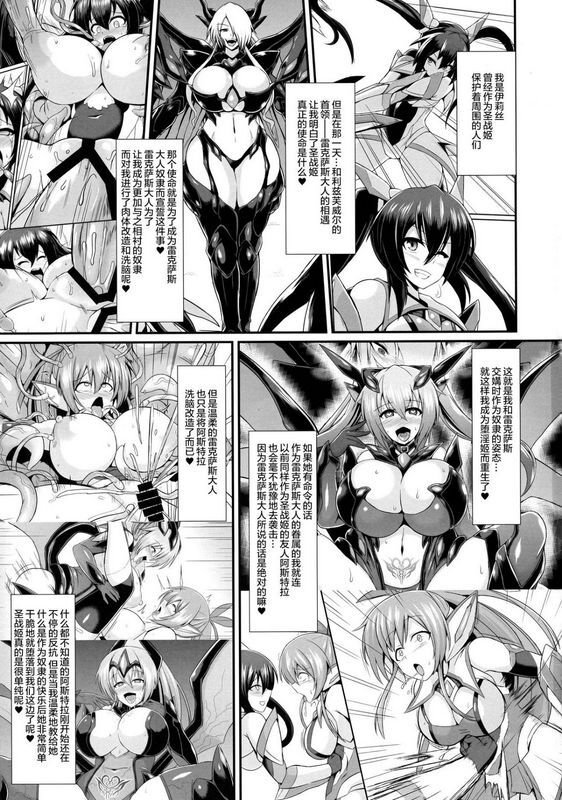 我是伊莉丝
曾经作为圣战姬
保护着周围的
人们
但是在那一天…和利兹芙威尔的
首领——雷克萨斯大人的相遇
让我明白了圣战姬
真正的使命是什么♥
那个使命就是为了成为雷克萨斯
大人奴隶而宣誓这件事♥
雷克萨斯大人为了
让我成为更加与之相衬的奴隶
而对我进行了肉体改造和洗脑呢♥
这就是我和雷克萨斯
交媾时作为奴隶的姿态…
就这样我成为堕淫姬而重生了♥
如果她有命令的话
作为雷克萨斯大人的眷属的我就连
以前同样作为圣战姬的友人阿斯特拉
也会毫不犹豫地去袭击…
因为雷克萨斯大人所说的话是绝对的嘛♥
但是温柔的雷克萨斯大人
也只是将阿斯特拉
洗脑改造了而已♥
什么都不知道的阿斯特拉刚开始还在
不停的反抗 但是当我温柔地教给她
什么是作为奴隶的快乐后她非常简单
干脆地就堕落到我们这边了♥
圣战姬真的是很单纯呢♥